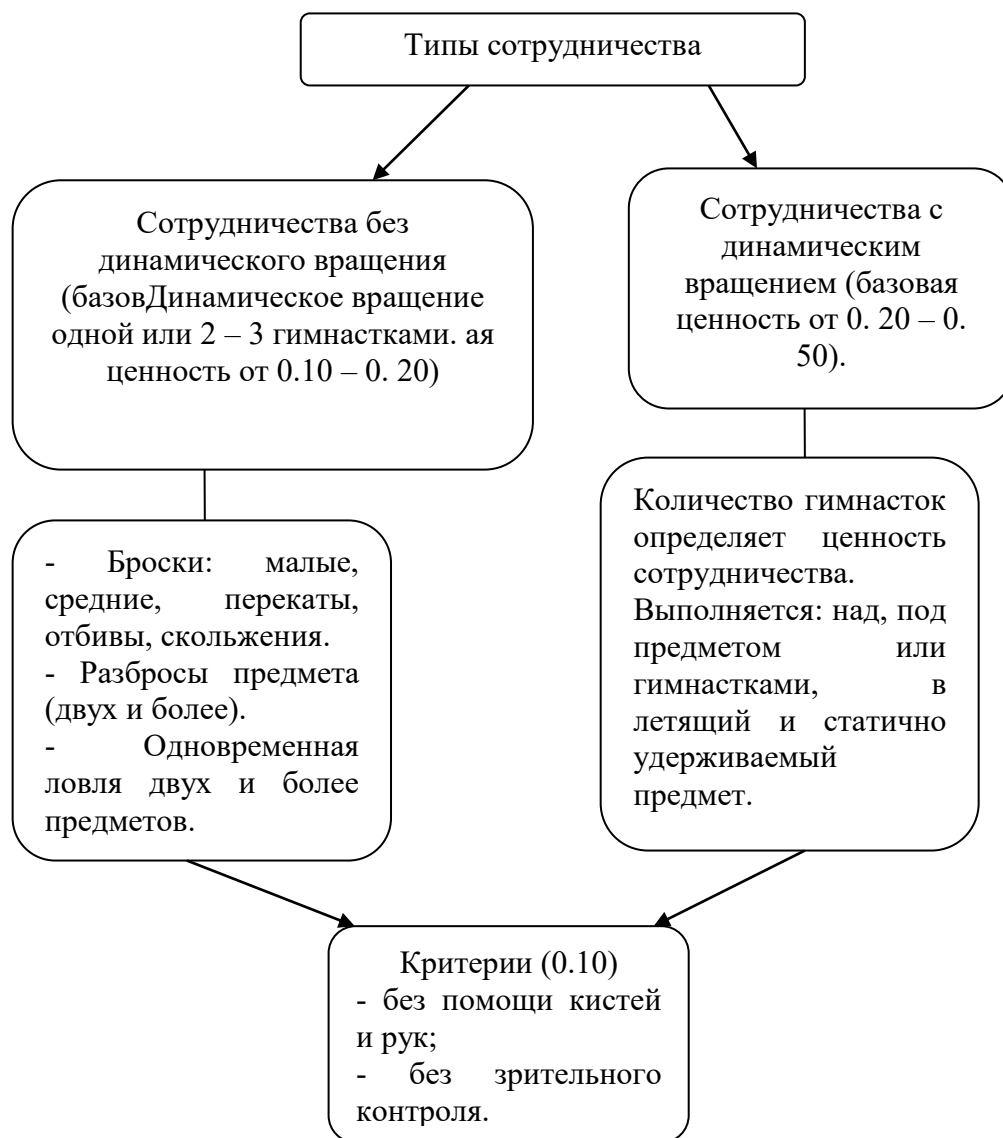 Типы сотрудничества
Сотрудничества без
динамического вращения
(базовДинамическое вращение
одной или 2 – 3 гимнастками. ая
ценность от 0.10 – 0. 20)
Сотрудничества с
динамическим
вращением (базовая
ценность от 0. 20 – 0.
50).
- Броски: малые,
средние, перекаты,
отбивы, скольжения.
- Разбросы предмета
(двух и более).
- Одновременная
ловля двух и более
предметов.
Количество гимнасток
определяет ценность
сотрудничества.
Выполняется: над, под
предметом или
гимнастками, в
летящий и статично
удерживаемый
предмет.
Критерии (0.10)
- без помощи кистей
и рук;
- без зрительного
контроля.